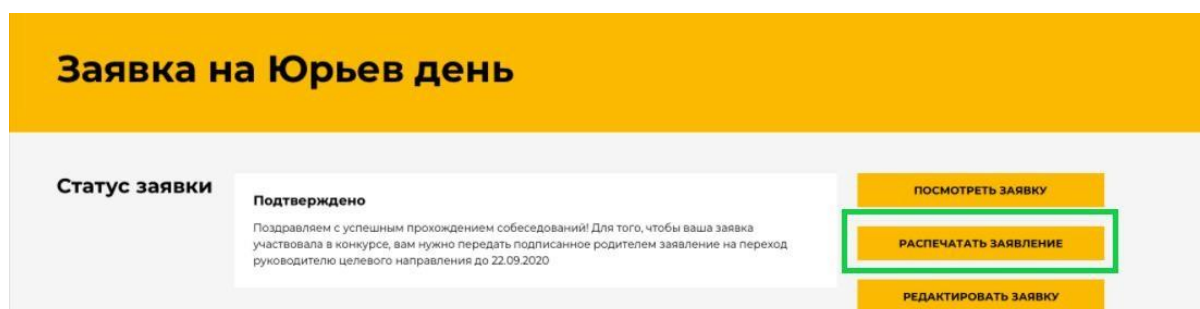 Заявка на Юрьев день
Статус заявки
Подтверждено
Поздравляем с успешным прохождением собеседований! Для того, чтобы ваша заявка
участвовала в конкурсе, вам нужно передать подписанное родителем заявление на переход
руководителю целевого направления до 22.09.2020
ПОСМОТРЕТЬ ЗАЯВКУ
РАСПЕЧАТАТЬ ЗАЯВЛЕНИЕ
РЕДАКТИРОВАТЬ ЗАЯВКУ